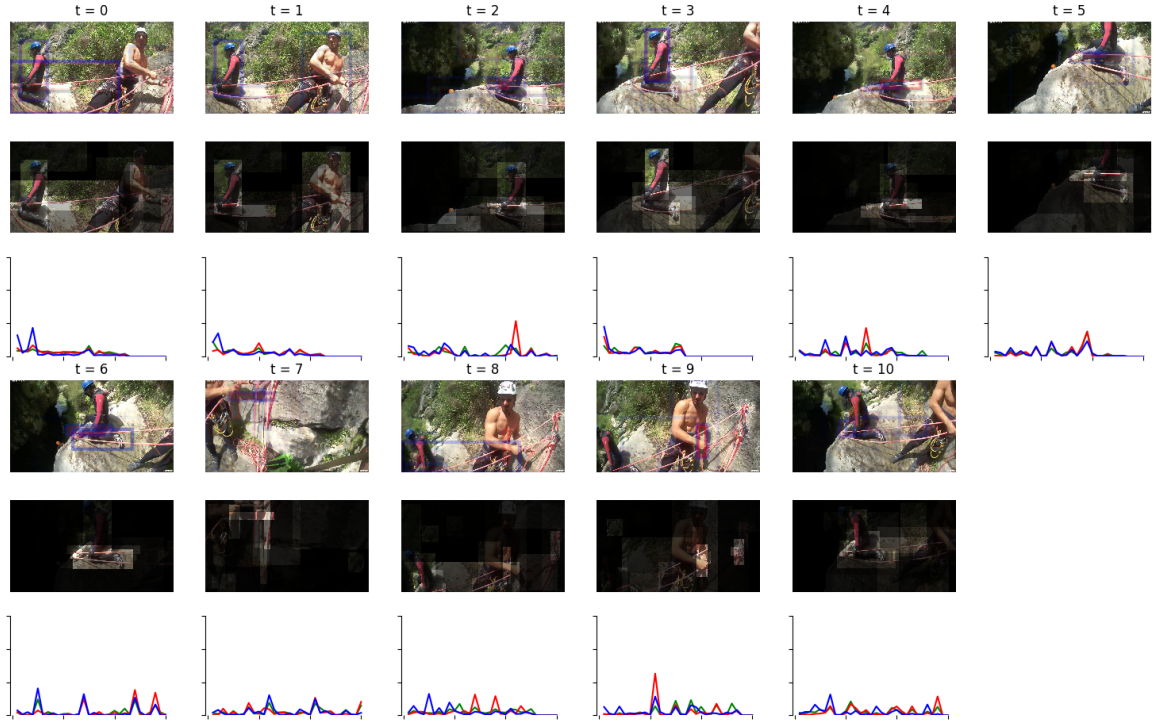 t = 0
t = 1
t = 2
t = 3
t = 4
t = 5
t = 6
t = 7
t = 8
t = 9
t = 10